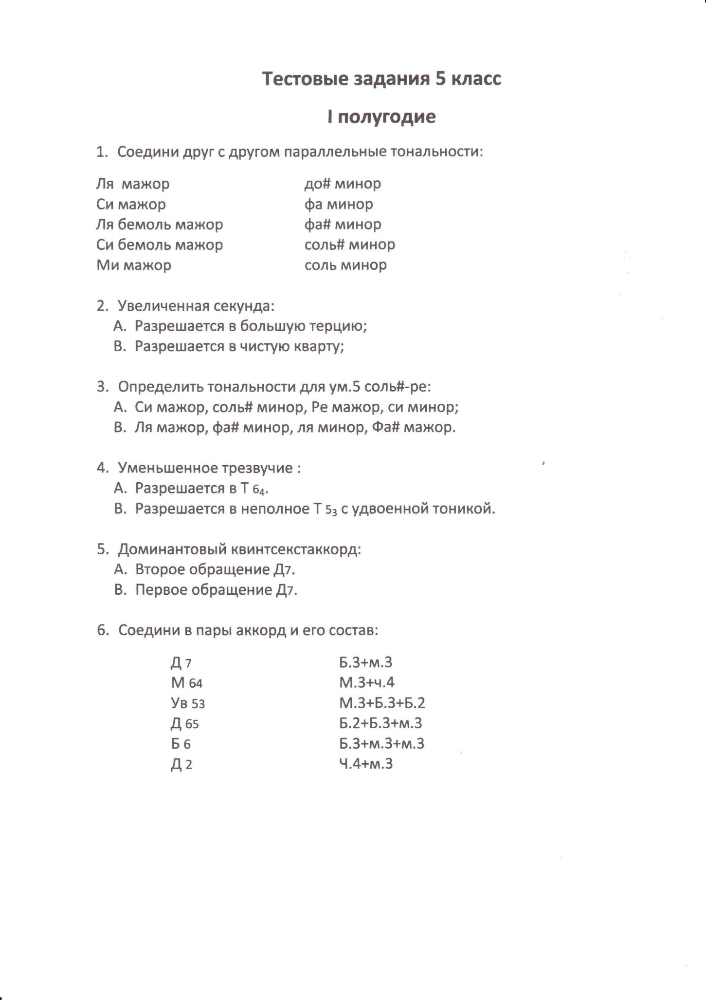 Тестовые задания 5 класс
I полугодие
1. Соедини друг с другом параллельные тональности:
Ля мажор до# минор
Си мажор фа минор
Ля бемоль мажор фа# минор
Си бемоль мажор соль# минор
Ми мажор соль минор
2. Увеличенная секунда:
А. Разрешается в большую терцию;
В. Разрешается в чистую кварту;
3. Определить тональности для ум.5 соль#-ре:
А. Си мажор, соль# минор, Ре мажор, си минор;
В. Ля мажор, фа# минор, ля минор, Фа# мажор.
4. Уменьшенное трезвучие :
А. Разрешается в Т 64.
В. Разрешается в неполное Т 53 с удвоенной тоникой.
5. Доминантовый квинтсекстаккорд:
А. Второе обращение Д7.
В. Первое обращение Д7.
6. Соедини в пары аккорд и его состав:
Д 7 Б.3+м.3
М 64 М.3+ч.4
Ув 53 М.3+Б.3+Б.2
Д 65 Б.2+Б.3+м.3
Б 6 Б.3+м.3+м.3
Д 2 Ч.4+м.3